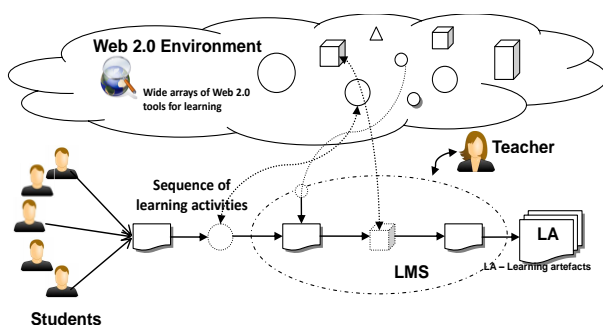 Web 2.0 Environment
Wide arrays of Web 2.0
tools for learning
Teacher
Sequence of
learning activities
LMS
LA
LA – Learning artefacts
Students